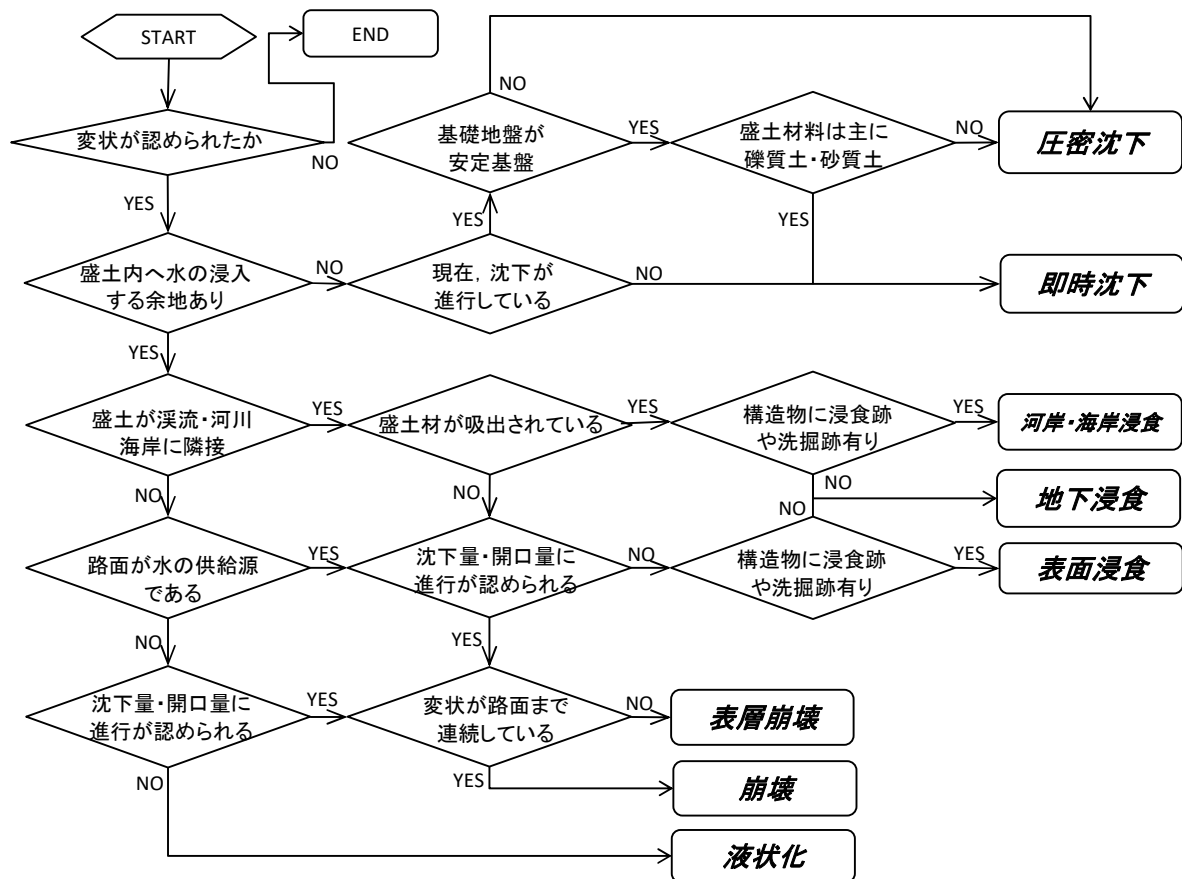 START
END
変状が認められたか
NO
YES
NO
基礎地盤が
安定基盤
YES
盛土材料は主に
礫質土・砂質土
NO
圧密沈下
YES
YES
盛土内へ水の浸入
する余地あり
NO
現在，沈下が
進行している
NO
即時沈下
YES
盛土が渓流・河川
海岸に隣接
YES
盛土材が吸出されている
YES
構造物に浸食跡
や洗掘跡有り
YES
河岸・海岸浸食
NO
NO
NO
地下浸食
NO
路面が水の供給源
である
YES
沈下量・開口量に
進行が認められる
NO
構造物に浸食跡
や洗掘跡有り
YES
表面浸食
NO
YES
沈下量・開口量に
進行が認められる
YES
変状が路面まで
連続している
NO
表層崩壊
NO
YES
崩壊
液状化